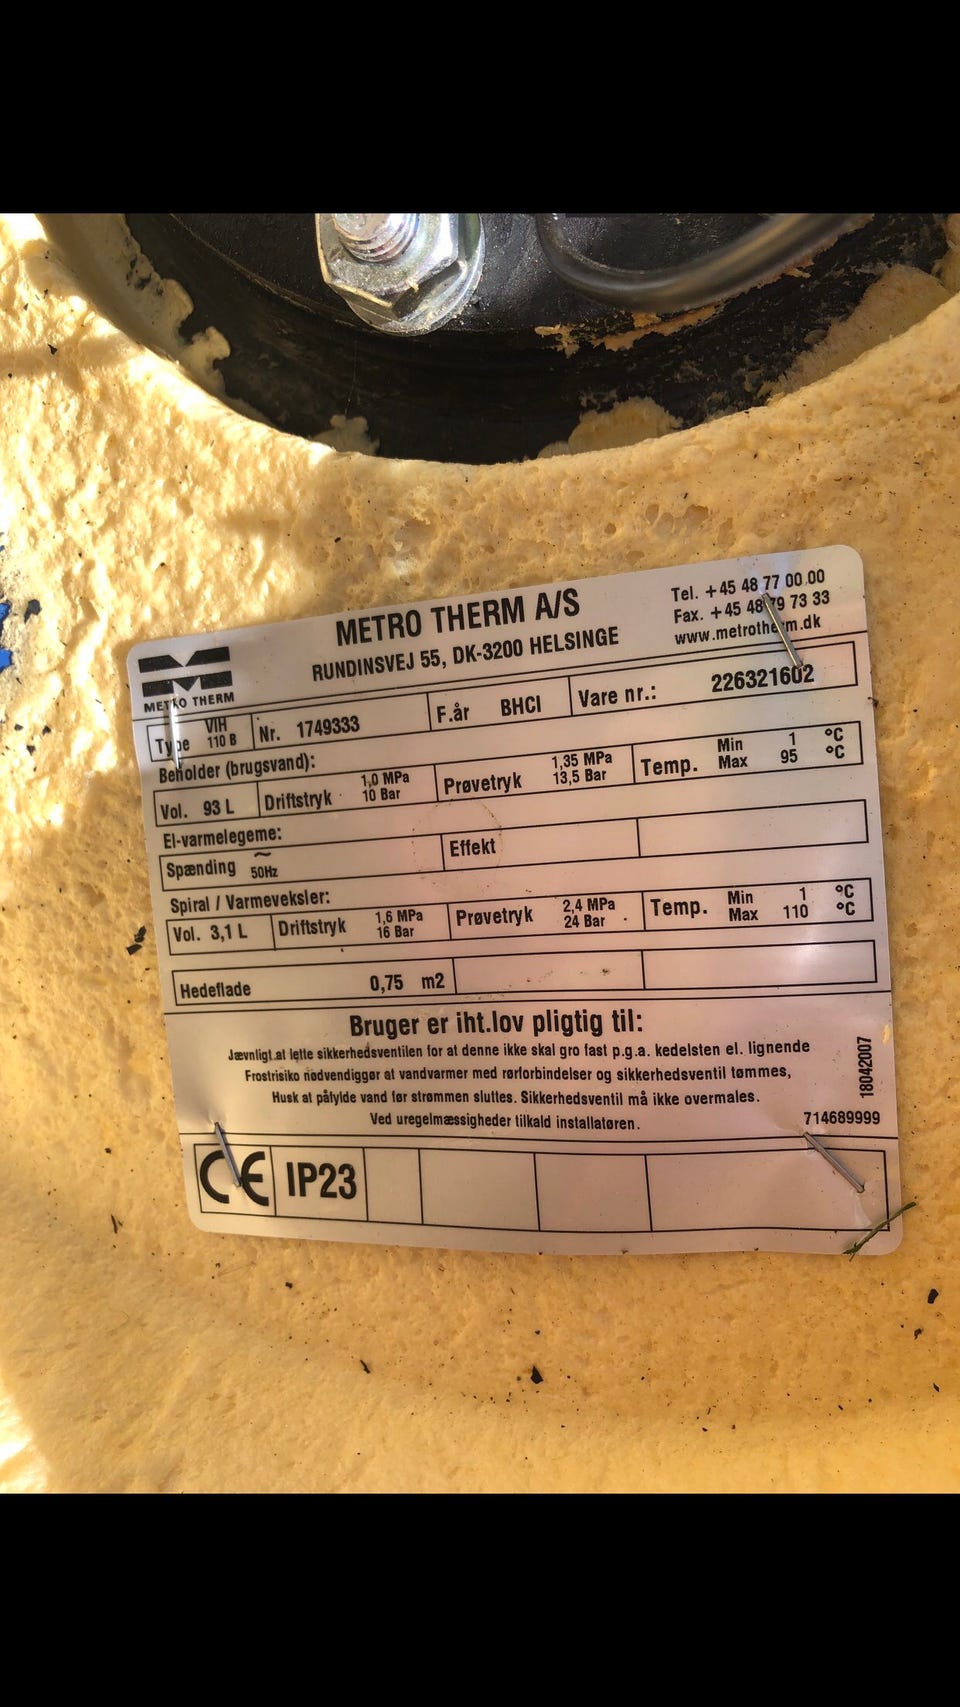 METRO THERM A/S
RUNDINSVEJ 55, DK-3200 HELSINGE
Tel. +45 48 77 00 00
Fax. +45 48 79 73 33
www.metrotherm.dk
METRO THERM
Type VIH 110 B Nr. 1749333 F.år BHCI Vare nr.: 226321602
Beholder (brugsvand):
Vol. 93 L Driftstryk 1,0 MPa 10 Bar Prøvetryk 1,35 MPa 13,5 Bar Temp. Min 1 °C Max 95 °C
El-varmelegeme:
Spænding ~ 50Hz Effekt
Spiral / Varmeveksler:
Vol. 3,1 L Driftstryk 1,6 MPa 16 Bar Prøvetryk 2,4 MPa 24 Bar Temp. Min 1 °C Max 110 °C
Hedeflade 0,75 m2
Bruger er iht.lov pligtig til:
Jævnligt at lette sikkerhedsventilen for at denne ikke skal gro fast p.g.a. kedelsten el. lignende
Frostrisiko nødvendiggør at vandvarmer med rørforbindelser og sikkerhedsventil tømmes,
Husk at påfylde vand før strømmen sluttes. Sikkerhedsventil må ikke overmales.
Ved uregelmæssigheder tilkald installatøren.
714689999
18042007
CE IP23